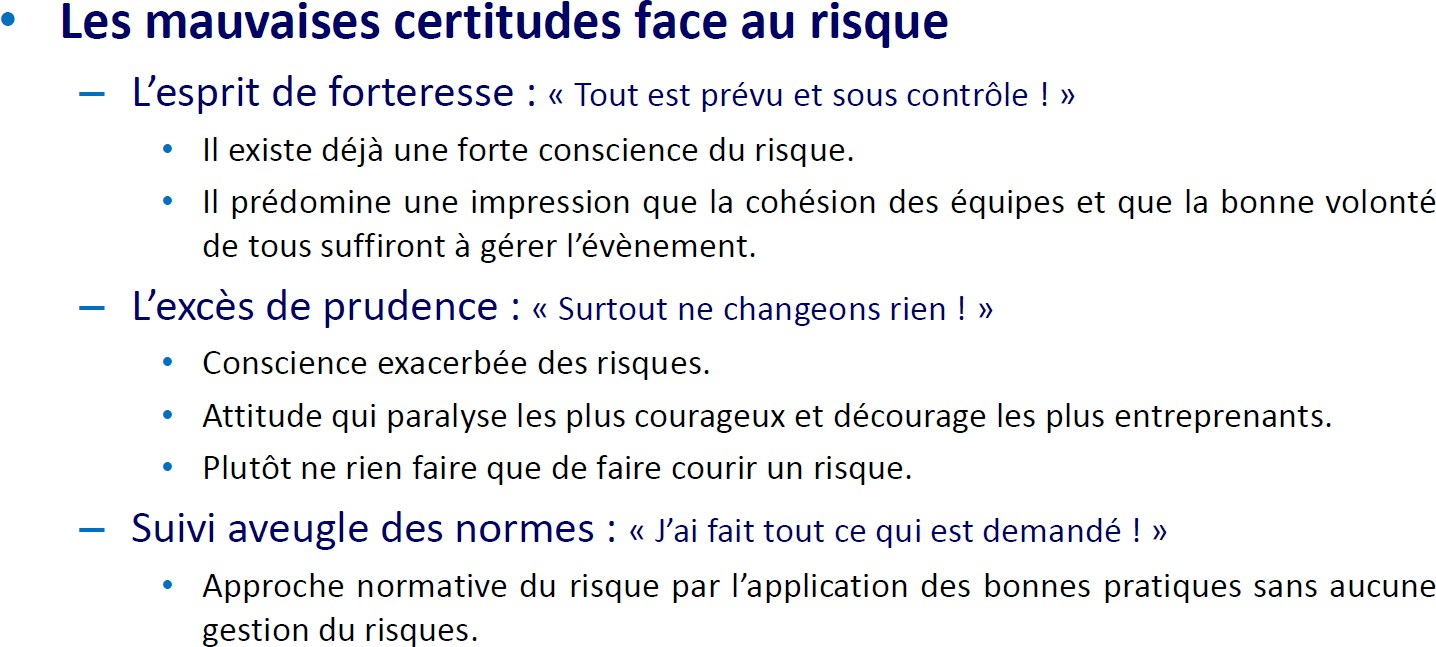 • Les mauvaises certitudes face au risque
– L’esprit de forteresse : « Tout est prévu et sous contrôle ! »
• Il existe déjà une forte conscience du risque.
• Il prédomine une impression que la cohésion des équipes et que la bonne volonté
de tous suffiront à gérer l’évènement.
– L’excès de prudence : « Surtout ne changeons rien ! »
• Conscience exacerbée des risques.
• Attitude qui paralyse les plus courageux et décourage les plus entreprenants.
• Plutôt ne rien faire que de faire courir un risque.
– Suivi aveugle des normes : « J’ai fait tout ce qui est demandé ! »
• Approche normative du risque par l’application des bonnes pratiques sans aucune
gestion du risques.